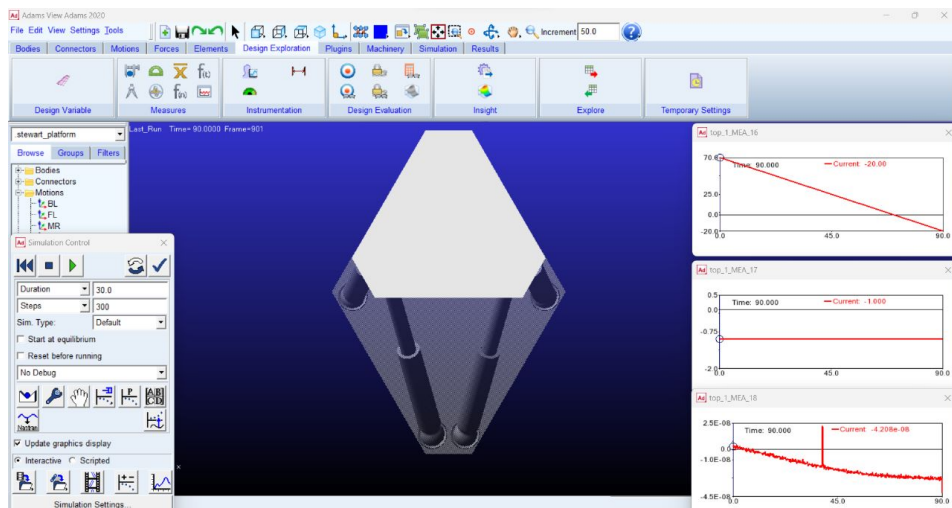 Adams View Adams 2020
File Edit View Settings Tools
Increment 50.0
Bodies Connectors Motions Forces Elements Design Exploration Plugins Machinery Simulation Results
Design Variable Measures Instrumentation Design Evaluation Insight Explore Temporary Settings
.stewart_platform
Browse Groups Filters
Bodies
Connectors
Motions
BL
FL
MR
Last_Run Time= 90.0000 Frame=901
Simulation Control
Duration 30.0
Steps 300
Sim. Type: Default
Start at equilibrium
Reset before running
No Debug
Nastran
Update graphics display
Interactive Scripted
Simulation Settings...
top_1_MEA_16
70.0
Time: 90.000 Current -20.00
25.0
0.0
-20.0
0.0 45.0 90.0
top_1_MEA_17
0.5
Time: 90.000 Current -1.000
0.0
-0.75
-2.0
0.0 45.0 90.0
top_1_MEA_18
2.5E-08
Time: 90.000 Current -4.208e-08
0.0
-1.0E-08
-4.5E-08
0.0 45.0 90.0